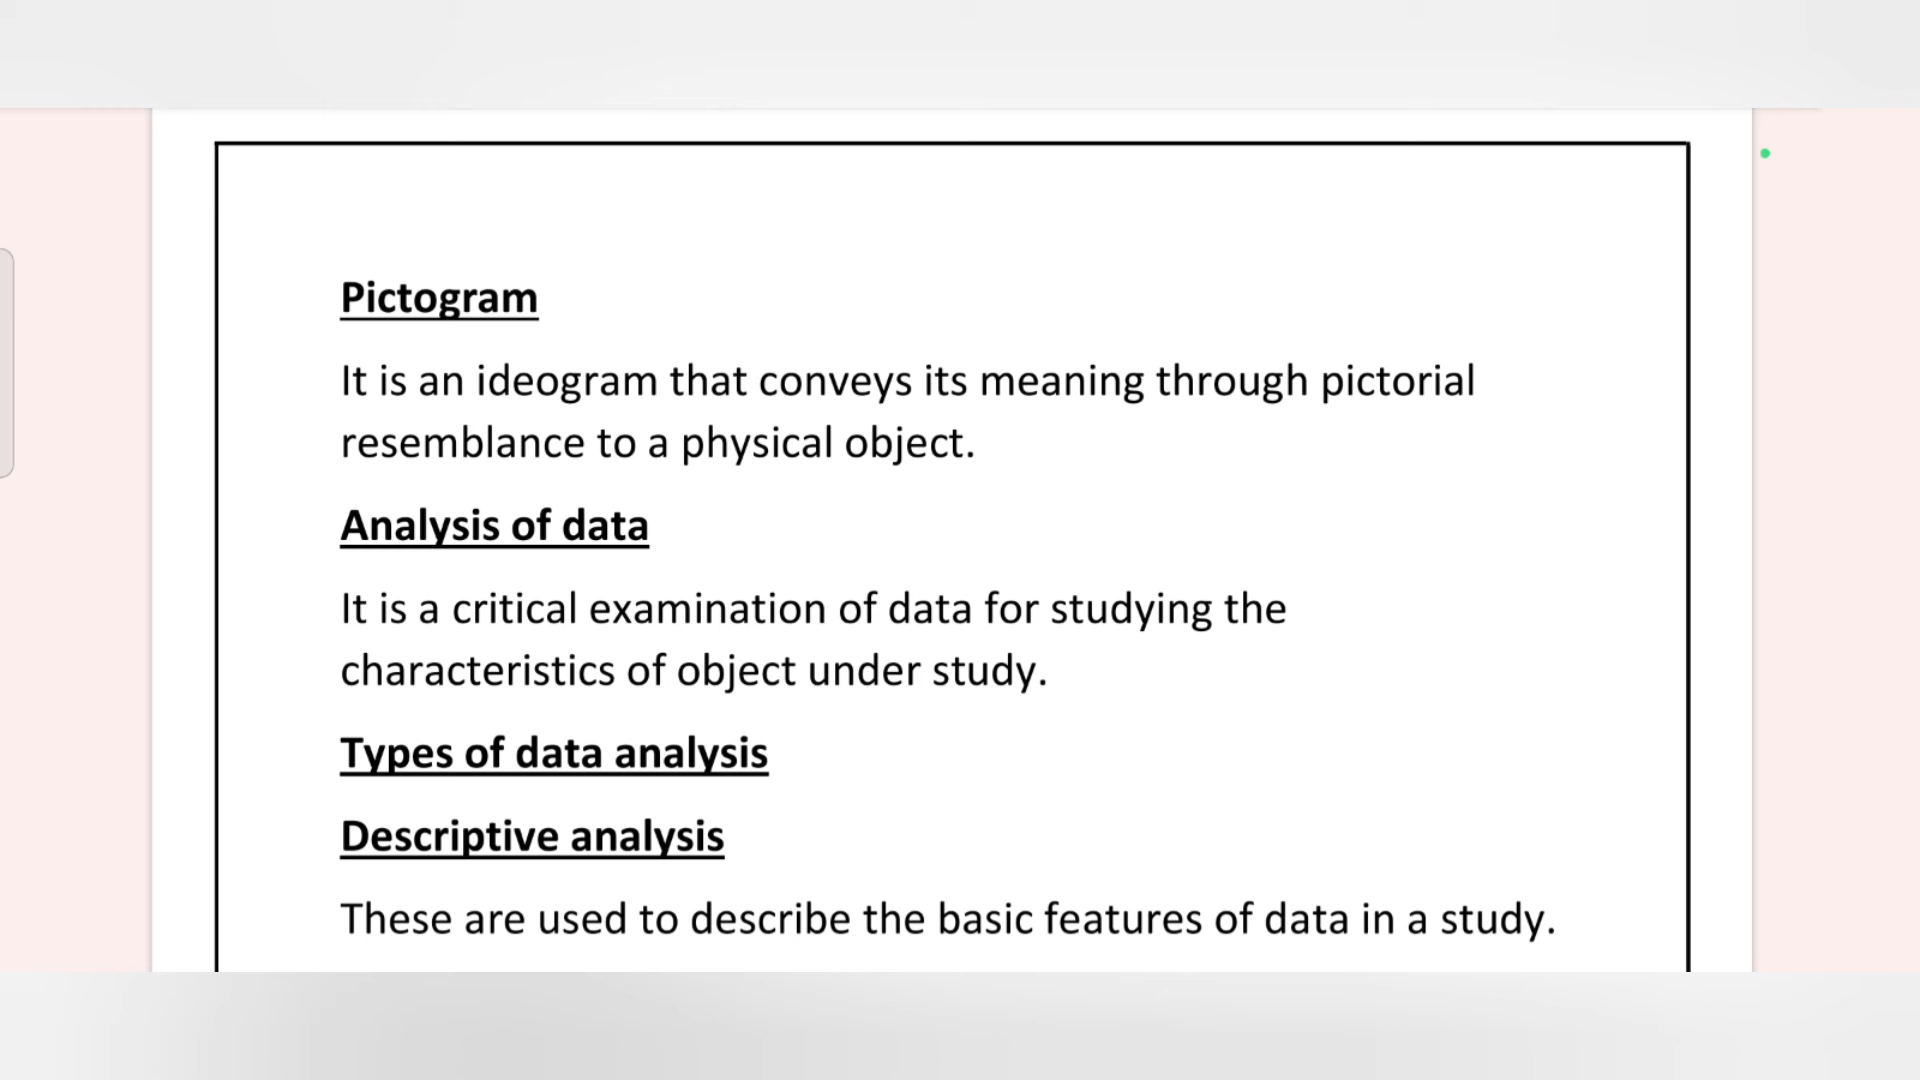 Pictogram
It is an ideogram that conveys its meaning through pictorial
resemblance to a physical object.
Analysis of data
It is a critical examination of data for studying the
characteristics of object under study.
Types of data analysis
Descriptive analysis
These are used to describe the basic features of data in a study.